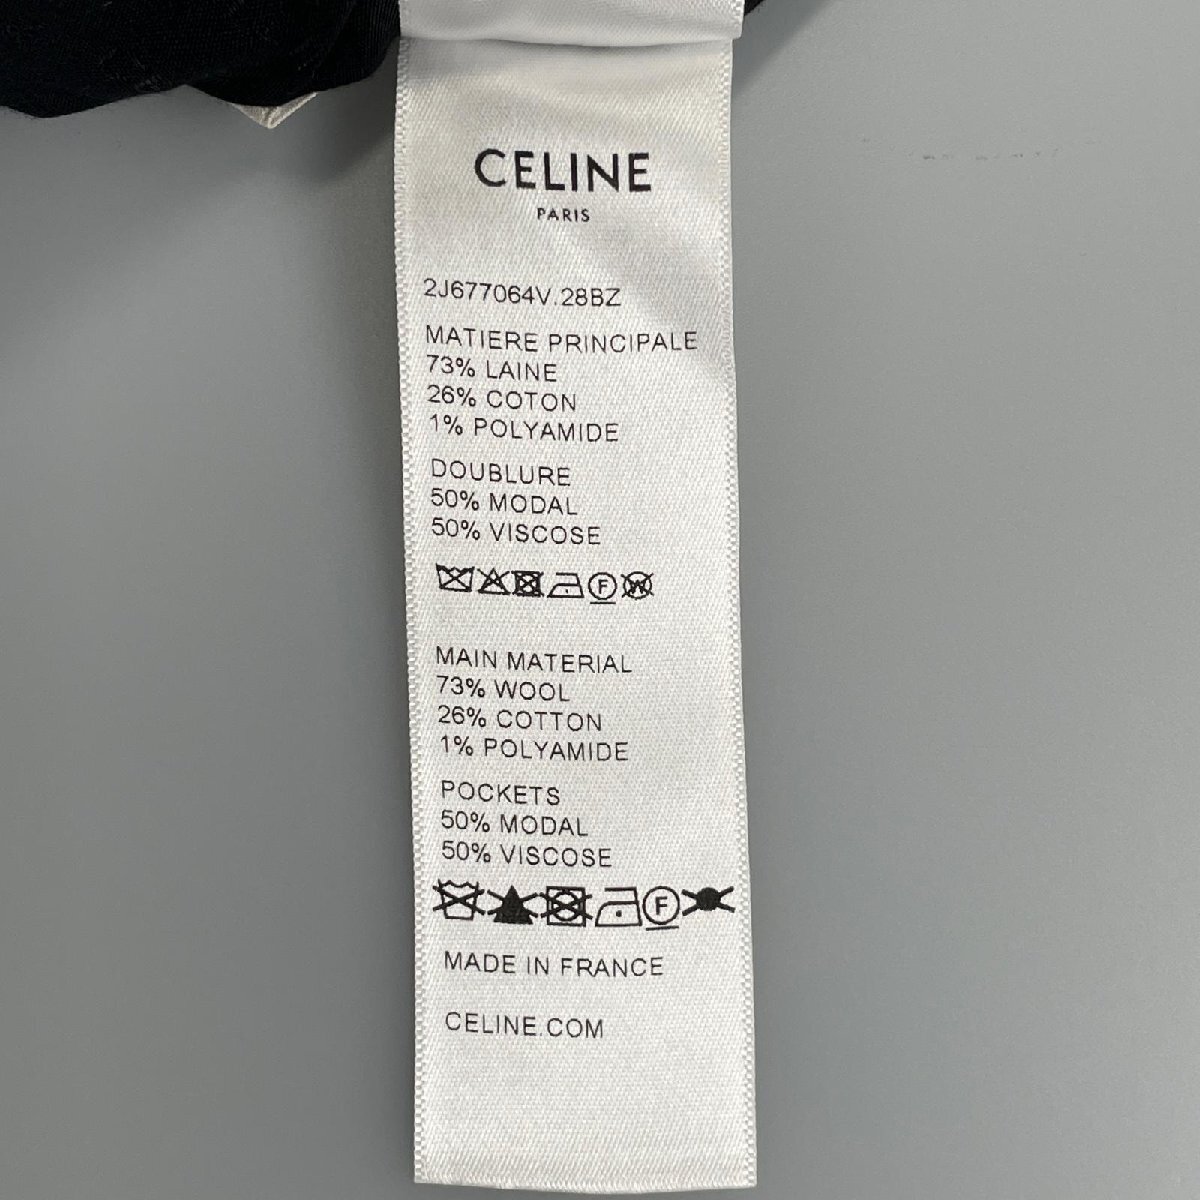 CELINE
PARIS
2J677064V.28BZ
MATIERE PRINCIPALE
73% LAINE
26% COTON
1% POLYAMIDE
DOUBLURE
50% MODAL
50% VISCOSE
F W
MAIN MATERIAL
73% WOOL
26% COTTON
1% POLYAMIDE
POCKETS
50% MODAL
50% VISCOSE
F
MADE IN FRANCE
CELINE.COM